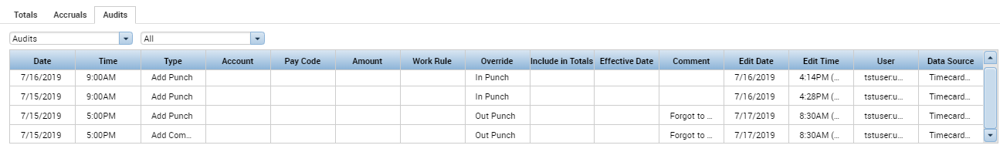 Totals Accruals Audits
Audits All
Date Time Type Account Pay Code Amount Work Rule Override Include in Totals Effective Date Comment Edit Date Edit Time User Data Source
7/16/2019 9:00AM Add Punch In Punch 7/16/2019 4:14PM (... tstuser:u... Timecard...
7/15/2019 9:00AM Add Punch In Punch 7/16/2019 4:28PM (... tstuser:u... Timecard...
7/15/2019 5:00PM Add Punch Out Punch Forgot to ... 7/17/2019 8:30AM (... tstuser:u... Timecard...
7/15/2019 5:00PM Add Com... Out Punch Forgot to ... 7/17/2019 8:30AM (... tstuser:u... Timecard...